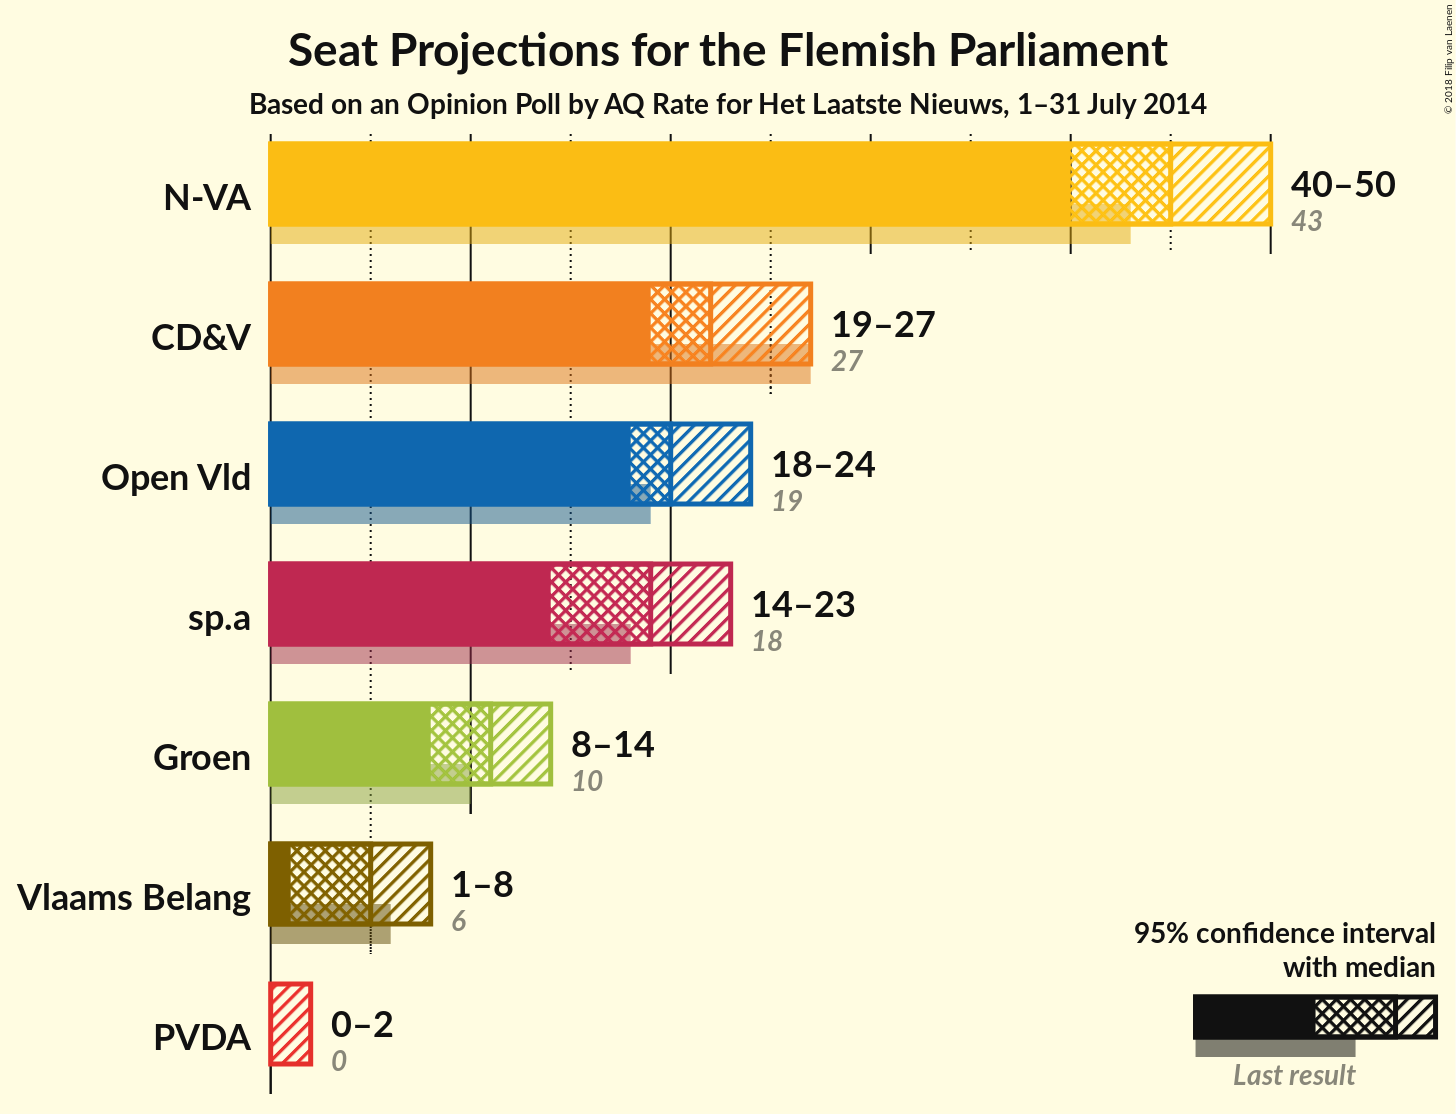 Seat Projections for the Flemish Parliament
Based on an Opinion Poll by AQ Rate for Het Laatste Nieuws, 1–31 July 2014
© 2018 Filip van Laenen
N-VA
40–50
43
CD&V
19–27
27
Open Vld
18–24
19
sp.a
14–23
18
Groen
8–14
10
Vlaams Belang
1–8
6
PVDA
0–2
0
95% confidence interval
with median
Last result